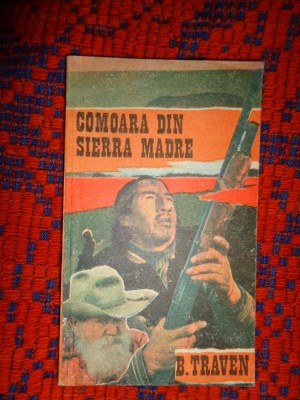 COMOARA DIN
SIERRA MADRE
B. TRAVEN